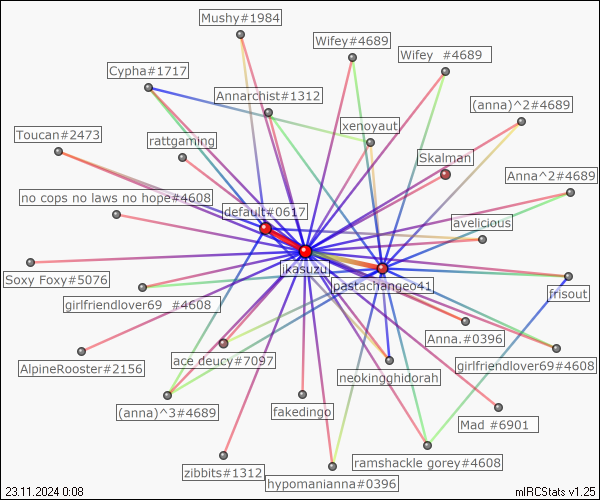 Mushy#1984
Wifey#4689
Wifey  #4689
Cypha#1717
Annarchist#1312
(anna)^2#4689
xenoyaut
Toucan#2473
rattgaming
Skalman
Anna^2#4689
no cops no laws no hope#4608
default#0617
avelicious
ikasuzu
Soxy Foxy#5076
pastachangeo41
frisout
girlfriendlover69  #4608
Anna.#0396
AlpineRooster#2156
ace deucy#7097
girlfriendlover69#4608
neokingghidorah
(anna)^3#4689
fakedingo
Mad #6901
zibbits#1312
ramshackle gorey#4608
hypomanianna#0396
23.11.2024 0:08
mIRCStats v1.25